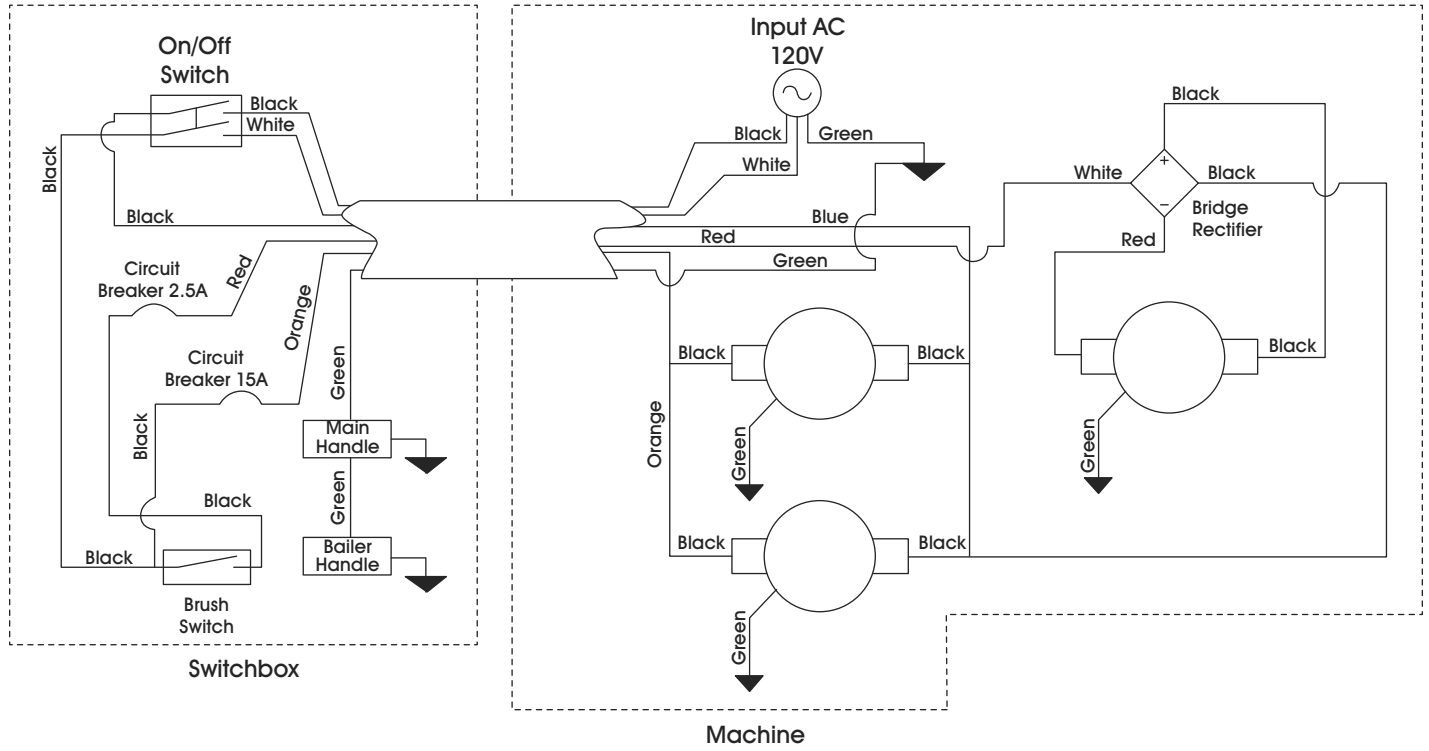 On/Off
Switch
Black
White
Black
Black
Circuit
Breaker 2.5A
Red
Orange
Circuit
Breaker 15A
Green
Black
Main
Handle
Black
Green
Black
Bailer
Handle
Brush
Switch
Switchbox
Input AC
120V
Black
Green
White
Blue
Red
Green
Black
White
+
Black
−
Bridge
Rectifier
Red
Black
Black
Black
Orange
Green
Green
Black
Black
Green
Machine